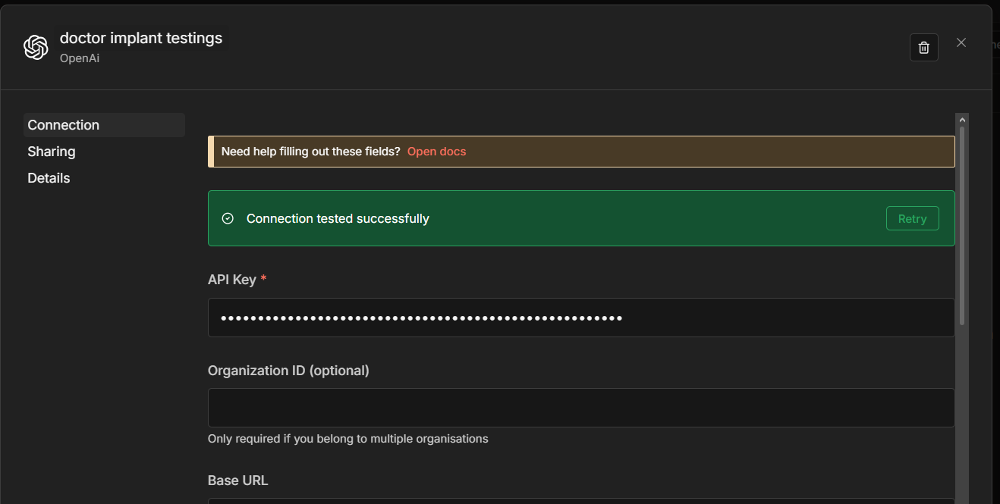 doctor implant testings
OpenAi
Connection
Sharing
Details
Need help filling out these fields? Open docs
Connection tested successfully
Retry
API Key *
••••••••••••••••••••••••••••••••••••••••••••••••••••••
Organization ID (optional)
Only required if you belong to multiple organisations
Base URL